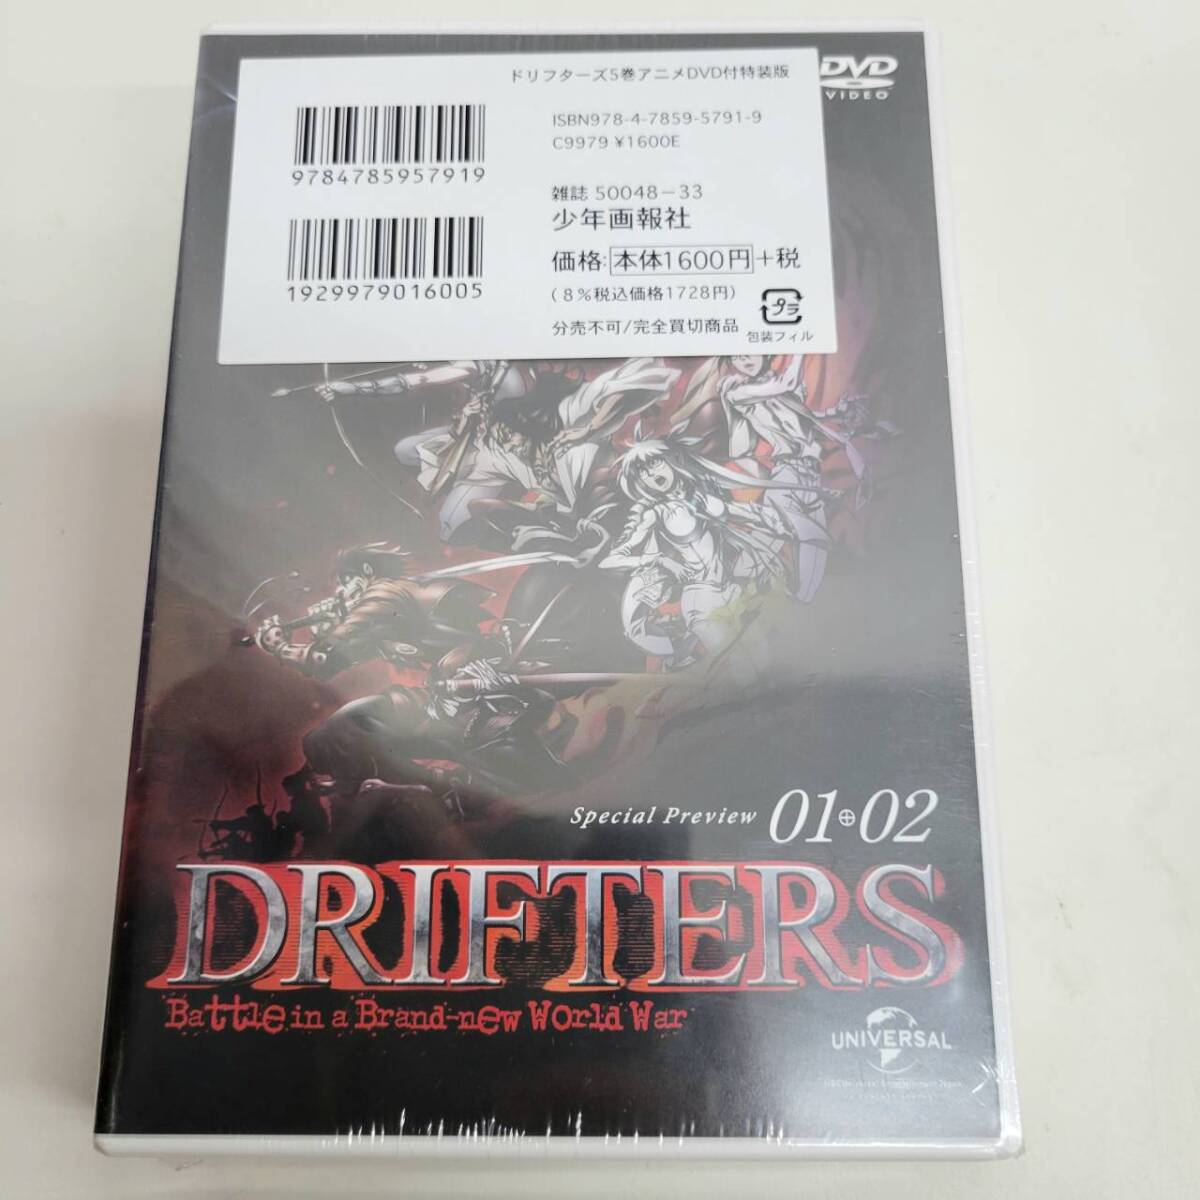 ドリフターズ5巻アニメDVD付特装版
DVD
VIDEO
9784785957919
ISBN978-4-7859-5791-9
C9979 ¥1600E
雑誌 50048-33
少年画報社
1929979016005
価格:本体1600円+税
(8%税込価格1728円)
分売不可/完全買切商品
プラ
包装フィル
Special Preview 01 02
DRIFTERS
Battle in a Brand-new World War
UNIVERSAL
NBCUniversal Entertainment Japan